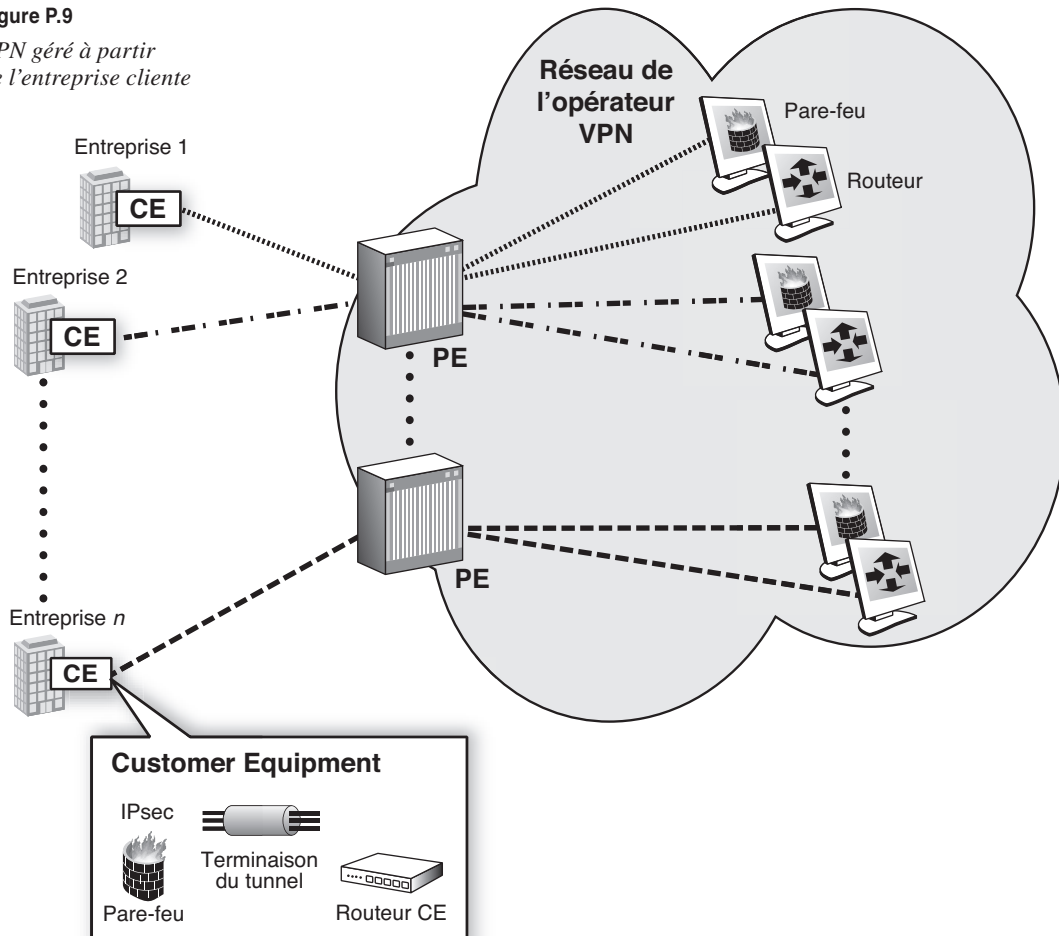 gure P.9
PN géré à partir
e l'entreprise cliente
Réseau de
l'opérateur
VPN
Pare-feu
Routeur
Entreprise 1
CE
Entreprise 2
CE
PE
PE
Entreprise n
CE
Customer Equipment
IPsec
Terminaison
du tunnel
Pare-feu
Routeur CE